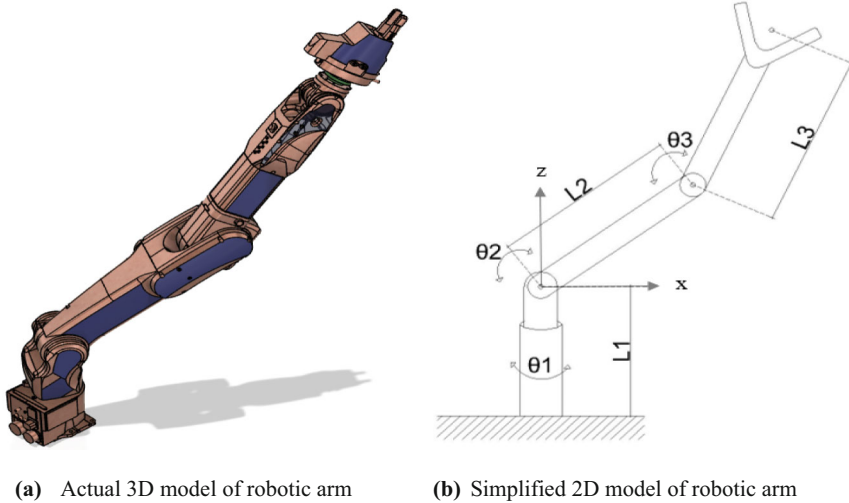 θ3
L2
z
L3
θ2
x
L1
θ1
(a) Actual 3D model of robotic arm
(b) Simplified 2D model of robotic arm